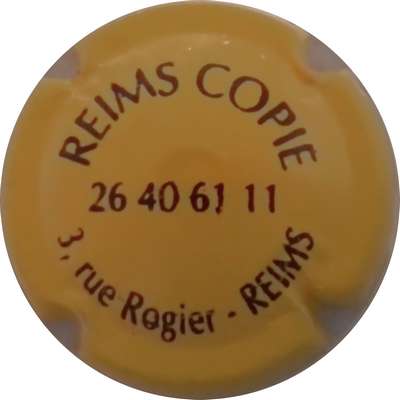 REIMS COPIE
26 40 61 11
3, rue Rogier - REIMS